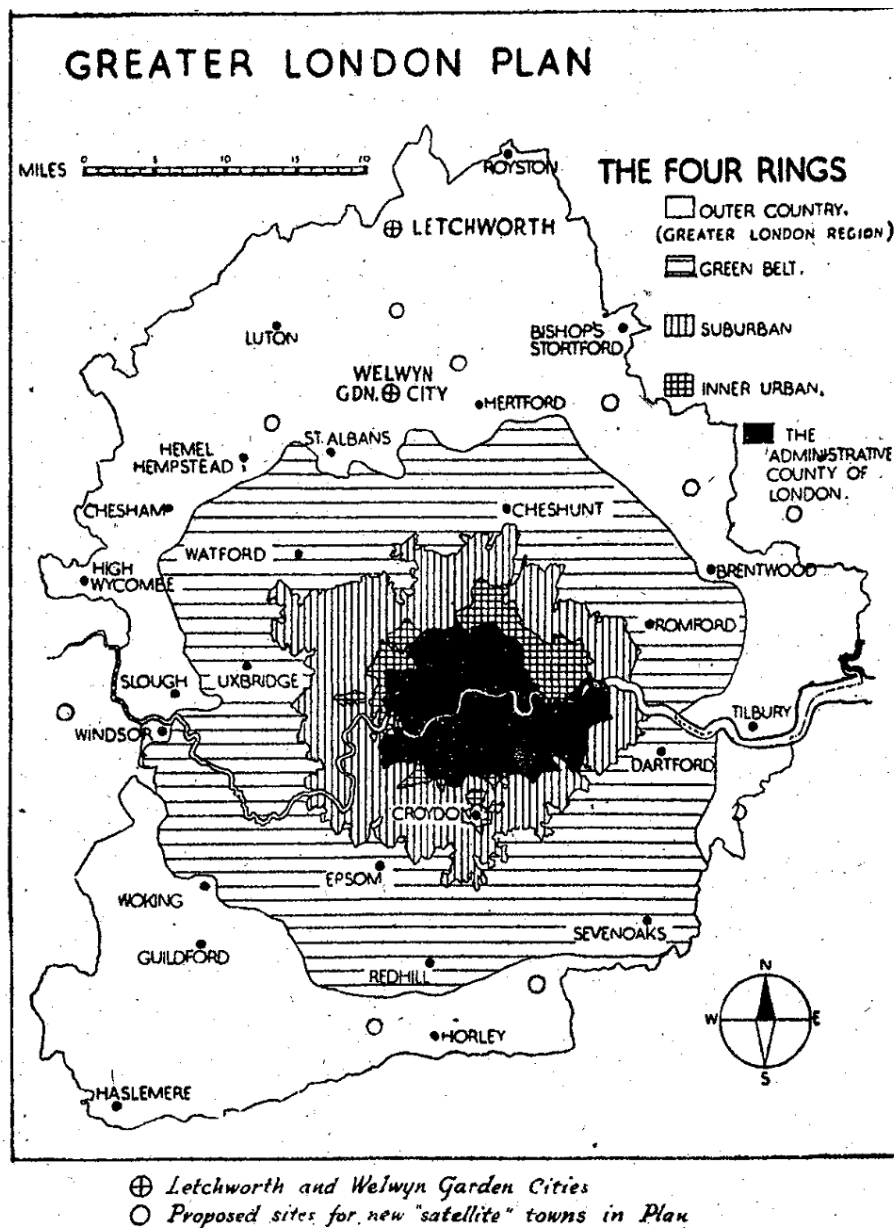 GREATER LONDON PLAN
MILES 0 5 10 15 20
ROYSTON
THE FOUR RINGS
OUTER COUNTRY.
(GREATER LONDON REGION)
GREEN BELT.
SUBURBAN
INNER URBAN.
THE
ADMINISTRATIVE
COUNTY OF
LONDON.
LETCHWORTH
LUTON
BISHOP'S
STORTFORD
WELWYN
GDN. CITY
HERTFORD
ST. ALBANS
HEMEL
HEMPSTEAD
CHESHAM
CHESHUNT
WATFORD
HIGH
WYCOMBE
BRENTWOOD
ROMFORD
SLOUGH
UXBRIDGE
WINDSOR
TILBURY
DARTFORD
CROYDON
EPSOM
WOKING
SEVENOAKS
GUILDFORD
REDHILL
HORLEY
HASLEMERE
N
W E
S
Letchworth and Welwyn Garden Cities
Proposed sites for new "satellite" towns in Plan